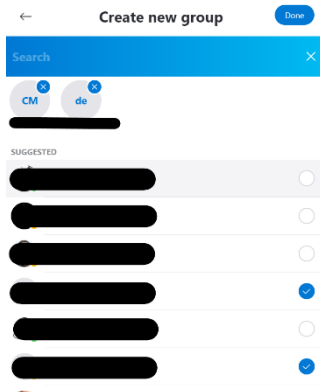 Create new group
Done
Search
CM
de
SUGGESTED